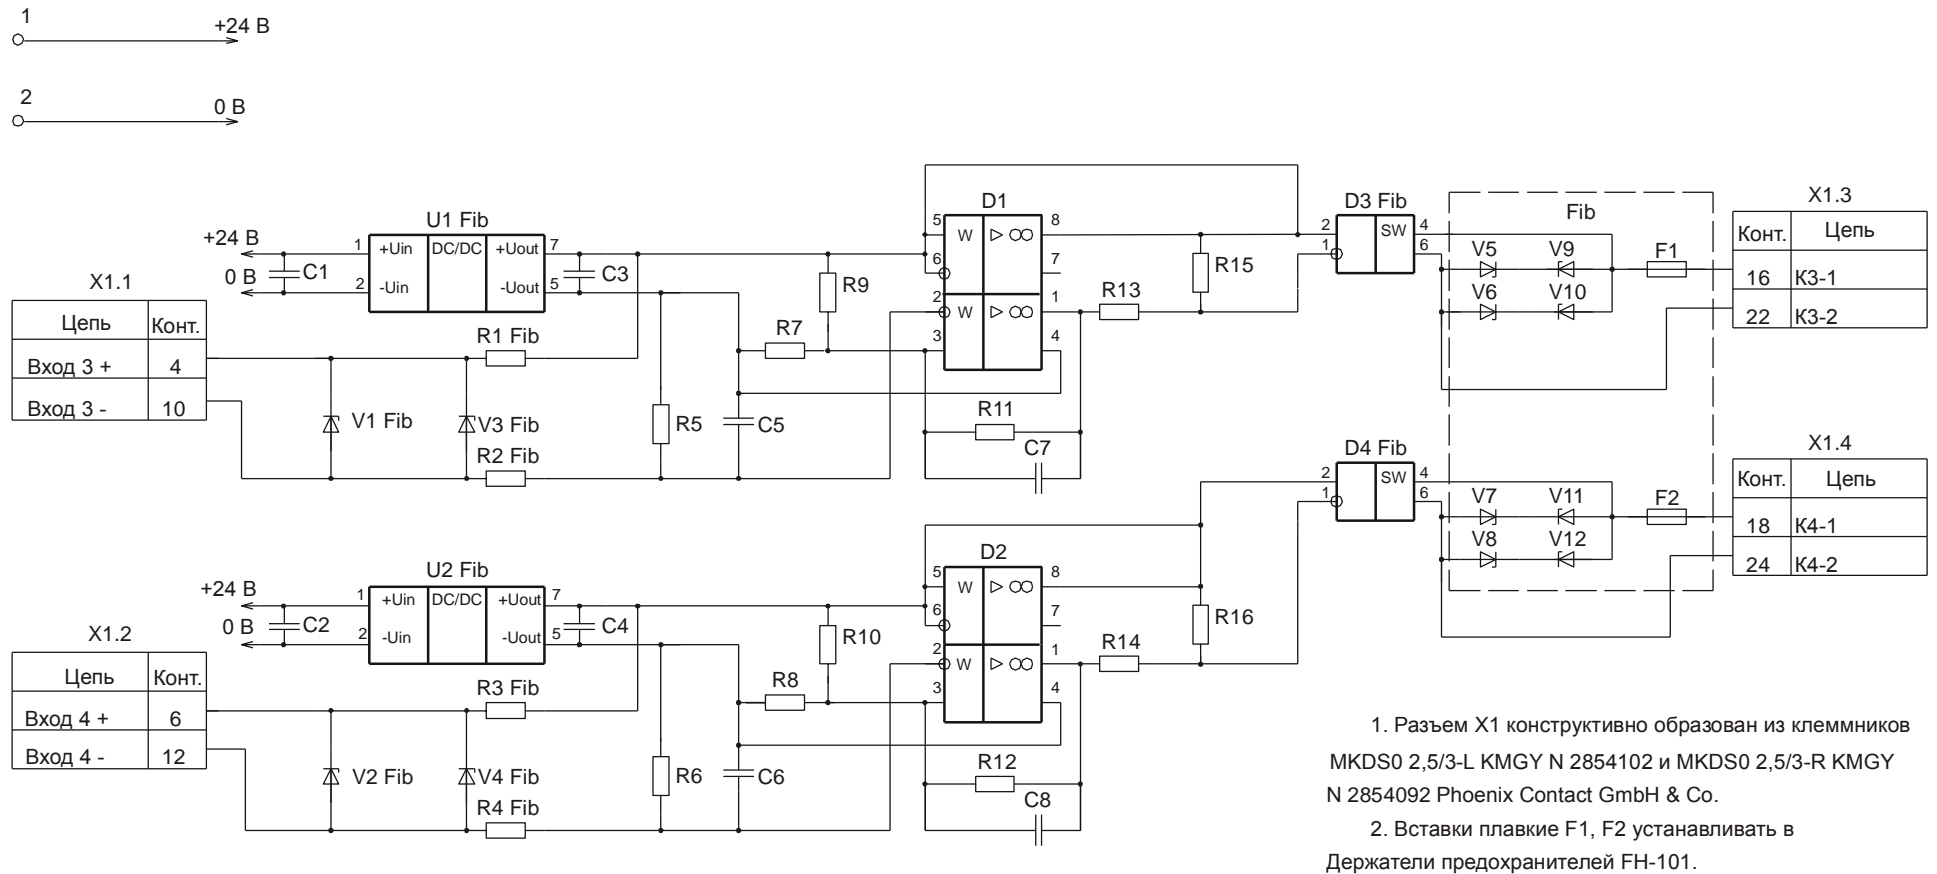 1
+24 В
2
0 В
X1.1
Цепь Конт.
Вход 3 + 4
Вход 3 - 10
+24 В
0 В
C1
U1 Fib
1 +Uin DC/DC +Uout 7
2 -Uin -Uout 5
C3
R1 Fib
V1 Fib
V3 Fib
R2 Fib
R5
C5
R7
R9
D1
5 W ▷ ∞ 8
6 7
2 W ▷ ∞ 1
3 4
R11
C7
R13
R15
D3 Fib
2 SW 4
1 6
Fib
V5 V9
V6 V10
F1
X1.3
Конт. Цепь
16 К3-1
22 К3-2
X1.2
Цепь Конт.
Вход 4 + 6
Вход 4 - 12
+24 В
0 В
C2
U2 Fib
1 +Uin DC/DC +Uout 7
2 -Uin -Uout 5
C4
R3 Fib
V2 Fib
V4 Fib
R4 Fib
R6
C6
R8
R10
D2
5 W ▷ ∞ 8
6 7
2 W ▷ ∞ 1
3 4
R12
C8
R14
R16
D4 Fib
2 SW 4
1 6
V7 V11
V8 V12
F2
X1.4
Конт. Цепь
18 К4-1
24 К4-2
1. Разъем X1 конструктивно образован из клеммников
MKDS0 2,5/3-L KMGY N 2854102 и MKDS0 2,5/3-R KMGY
N 2854092 Phoenix Contact GmbH & Co.
2. Вставки плавкие F1, F2 устанавливать в
Держатели предохранителей FH-101.